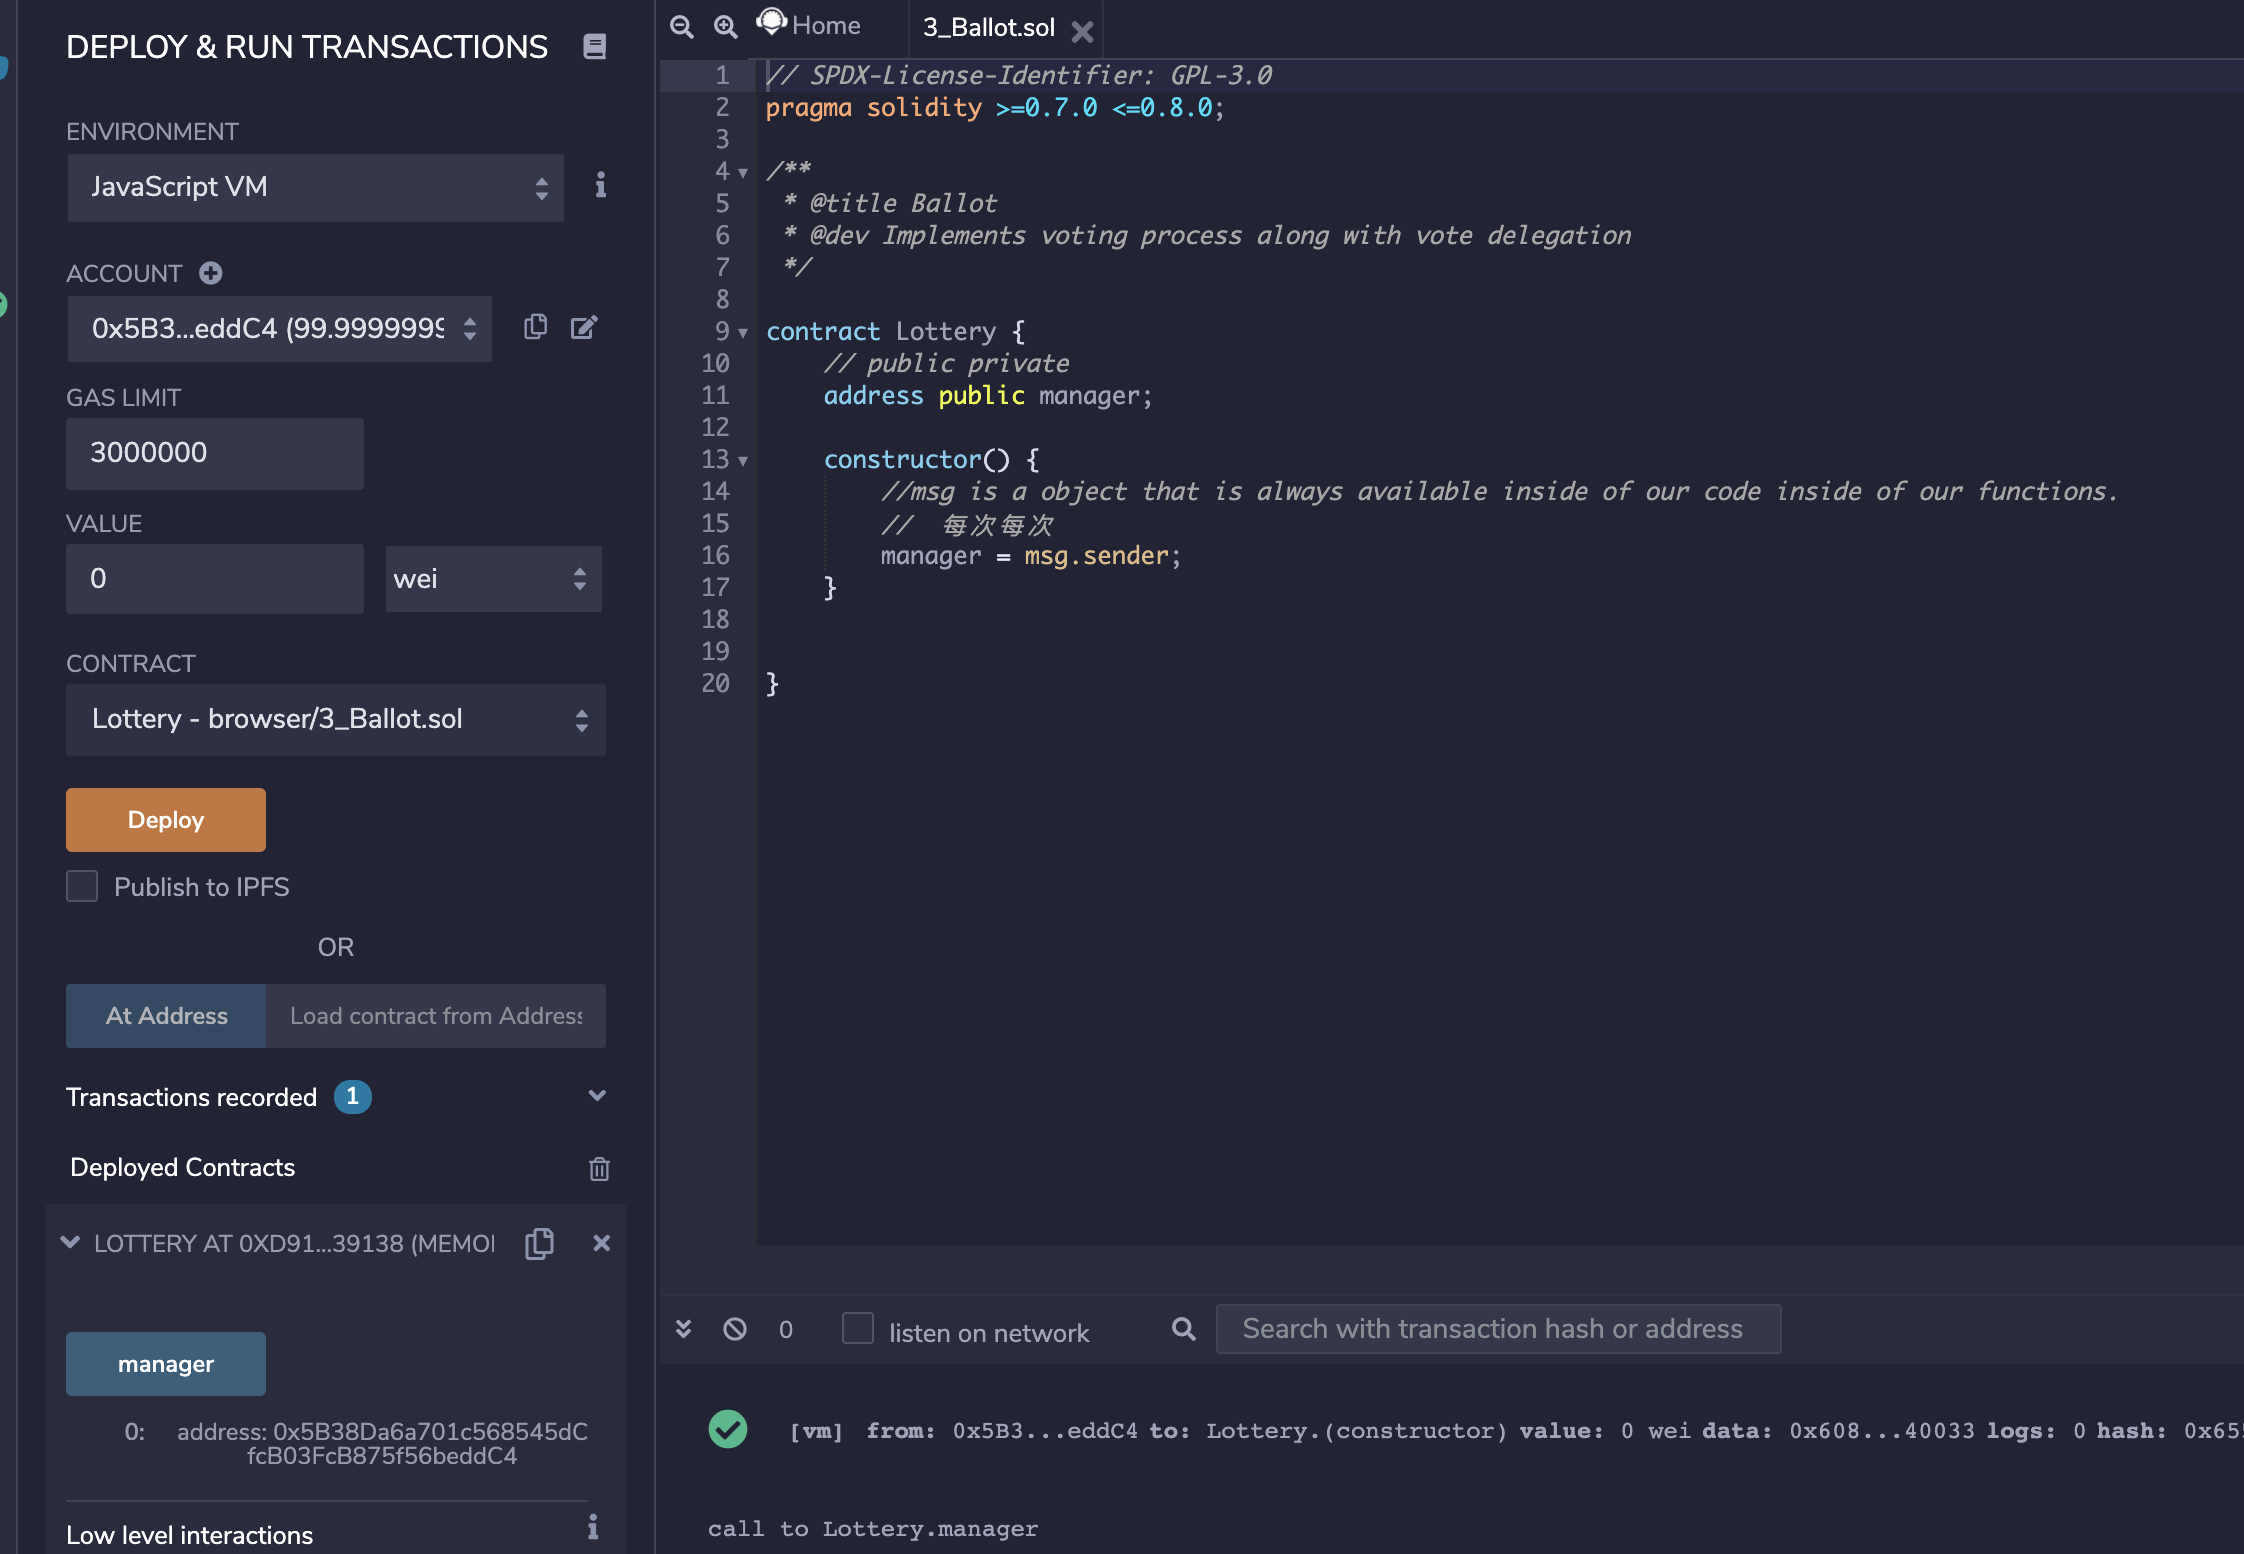 DEPLOY & RUN TRANSACTIONS
ENVIRONMENT
JavaScript VM
ACCOUNT
0x5B3...eddC4 (99.9999999
GAS LIMIT
3000000
VALUE
0
wei
CONTRACT
Lottery - browser/3_Ballot.sol
Deploy
Publish to IPFS
OR
At Address
Load contract from Address
Transactions recorded 1
Deployed Contracts
LOTTERY AT 0XD91...39138 (MEMOI
manager
0: address: 0x5B38Da6a701c568545dC
fcB03FcB875f56beddC4
Low level interactions
Home
3_Ballot.sol
1 // SPDX-License-Identifier: GPL-3.0
2 pragma solidity >=0.7.0 <=0.8.0;
3
4 /**
5 * @title Ballot
6 * @dev Implements voting process along with vote delegation
7 */
8
9 contract Lottery {
10 // public private
11 address public manager;
12
13 constructor() {
14 //msg is a object that is always available inside of our code inside of our functions.
15 // 每次每次
16 manager = msg.sender;
17 }
18
19
20 }
0
listen on network
Search with transaction hash or address
[vm] from: 0x5B3...eddC4 to: Lottery.(constructor) value: 0 wei data: 0x608...40033 logs: 0 hash: 0x655
call to Lottery.manager